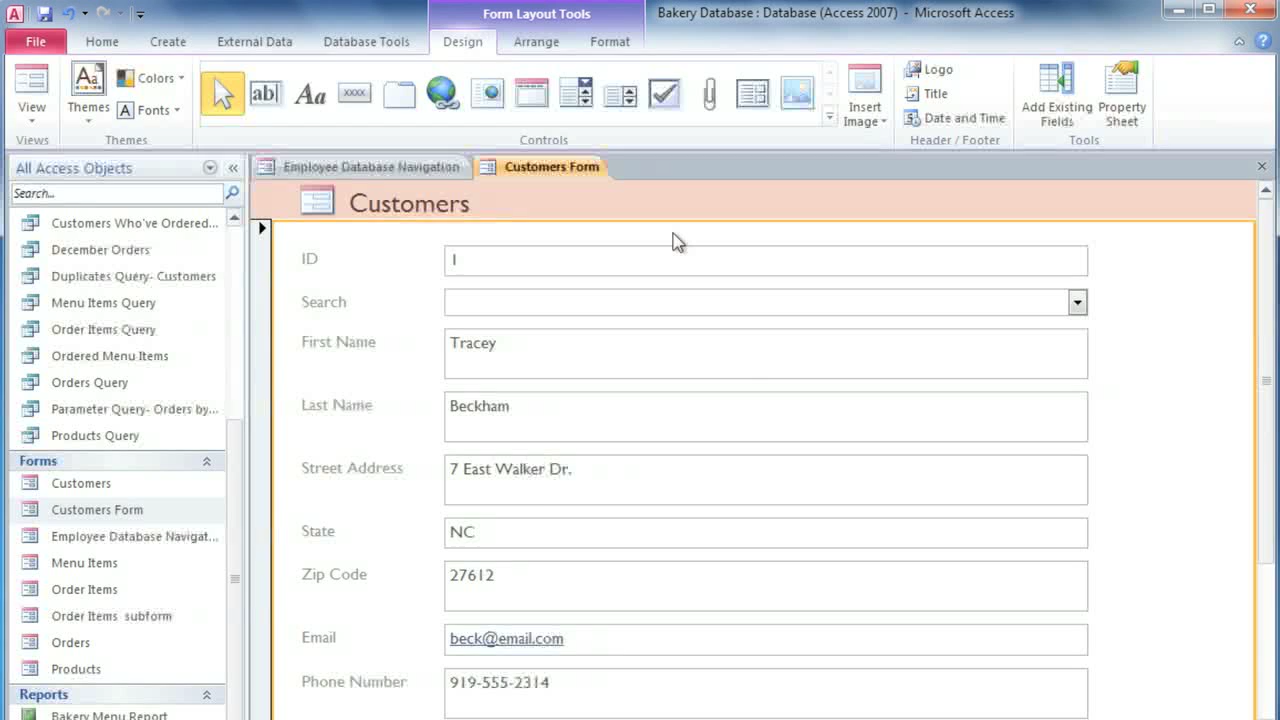 Form Layout Tools
Bakery Database : Database (Access 2007) - Microsoft Access
File Home Create External Data Database Tools Design Arrange Format
View
Views
Aa
Themes
Colors
A Fonts
Themes
ab|
Aa
xxxx
Controls
Insert
Image
Logo
Title
Date and Time
Header / Footer
Add Existing
Fields
Property
Sheet
Tools
All Access Objects
Search...
Customers Who've Ordered...
December Orders
Duplicates Query- Customers
Menu Items Query
Order Items Query
Ordered Menu Items
Orders Query
Parameter Query- Orders by...
Products Query
Forms
Customers
Customers Form
Employee Database Navigat...
Menu Items
Order Items
Order Items subform
Orders
Products
Reports
Bakery Menu Report
Employee Database Navigation
Customers Form
Customers
ID 1
Search
First Name Tracey
Last Name Beckham
Street Address 7 East Walker Dr.
State NC
Zip Code 27612
Email beck@email.com
Phone Number 919-555-2314